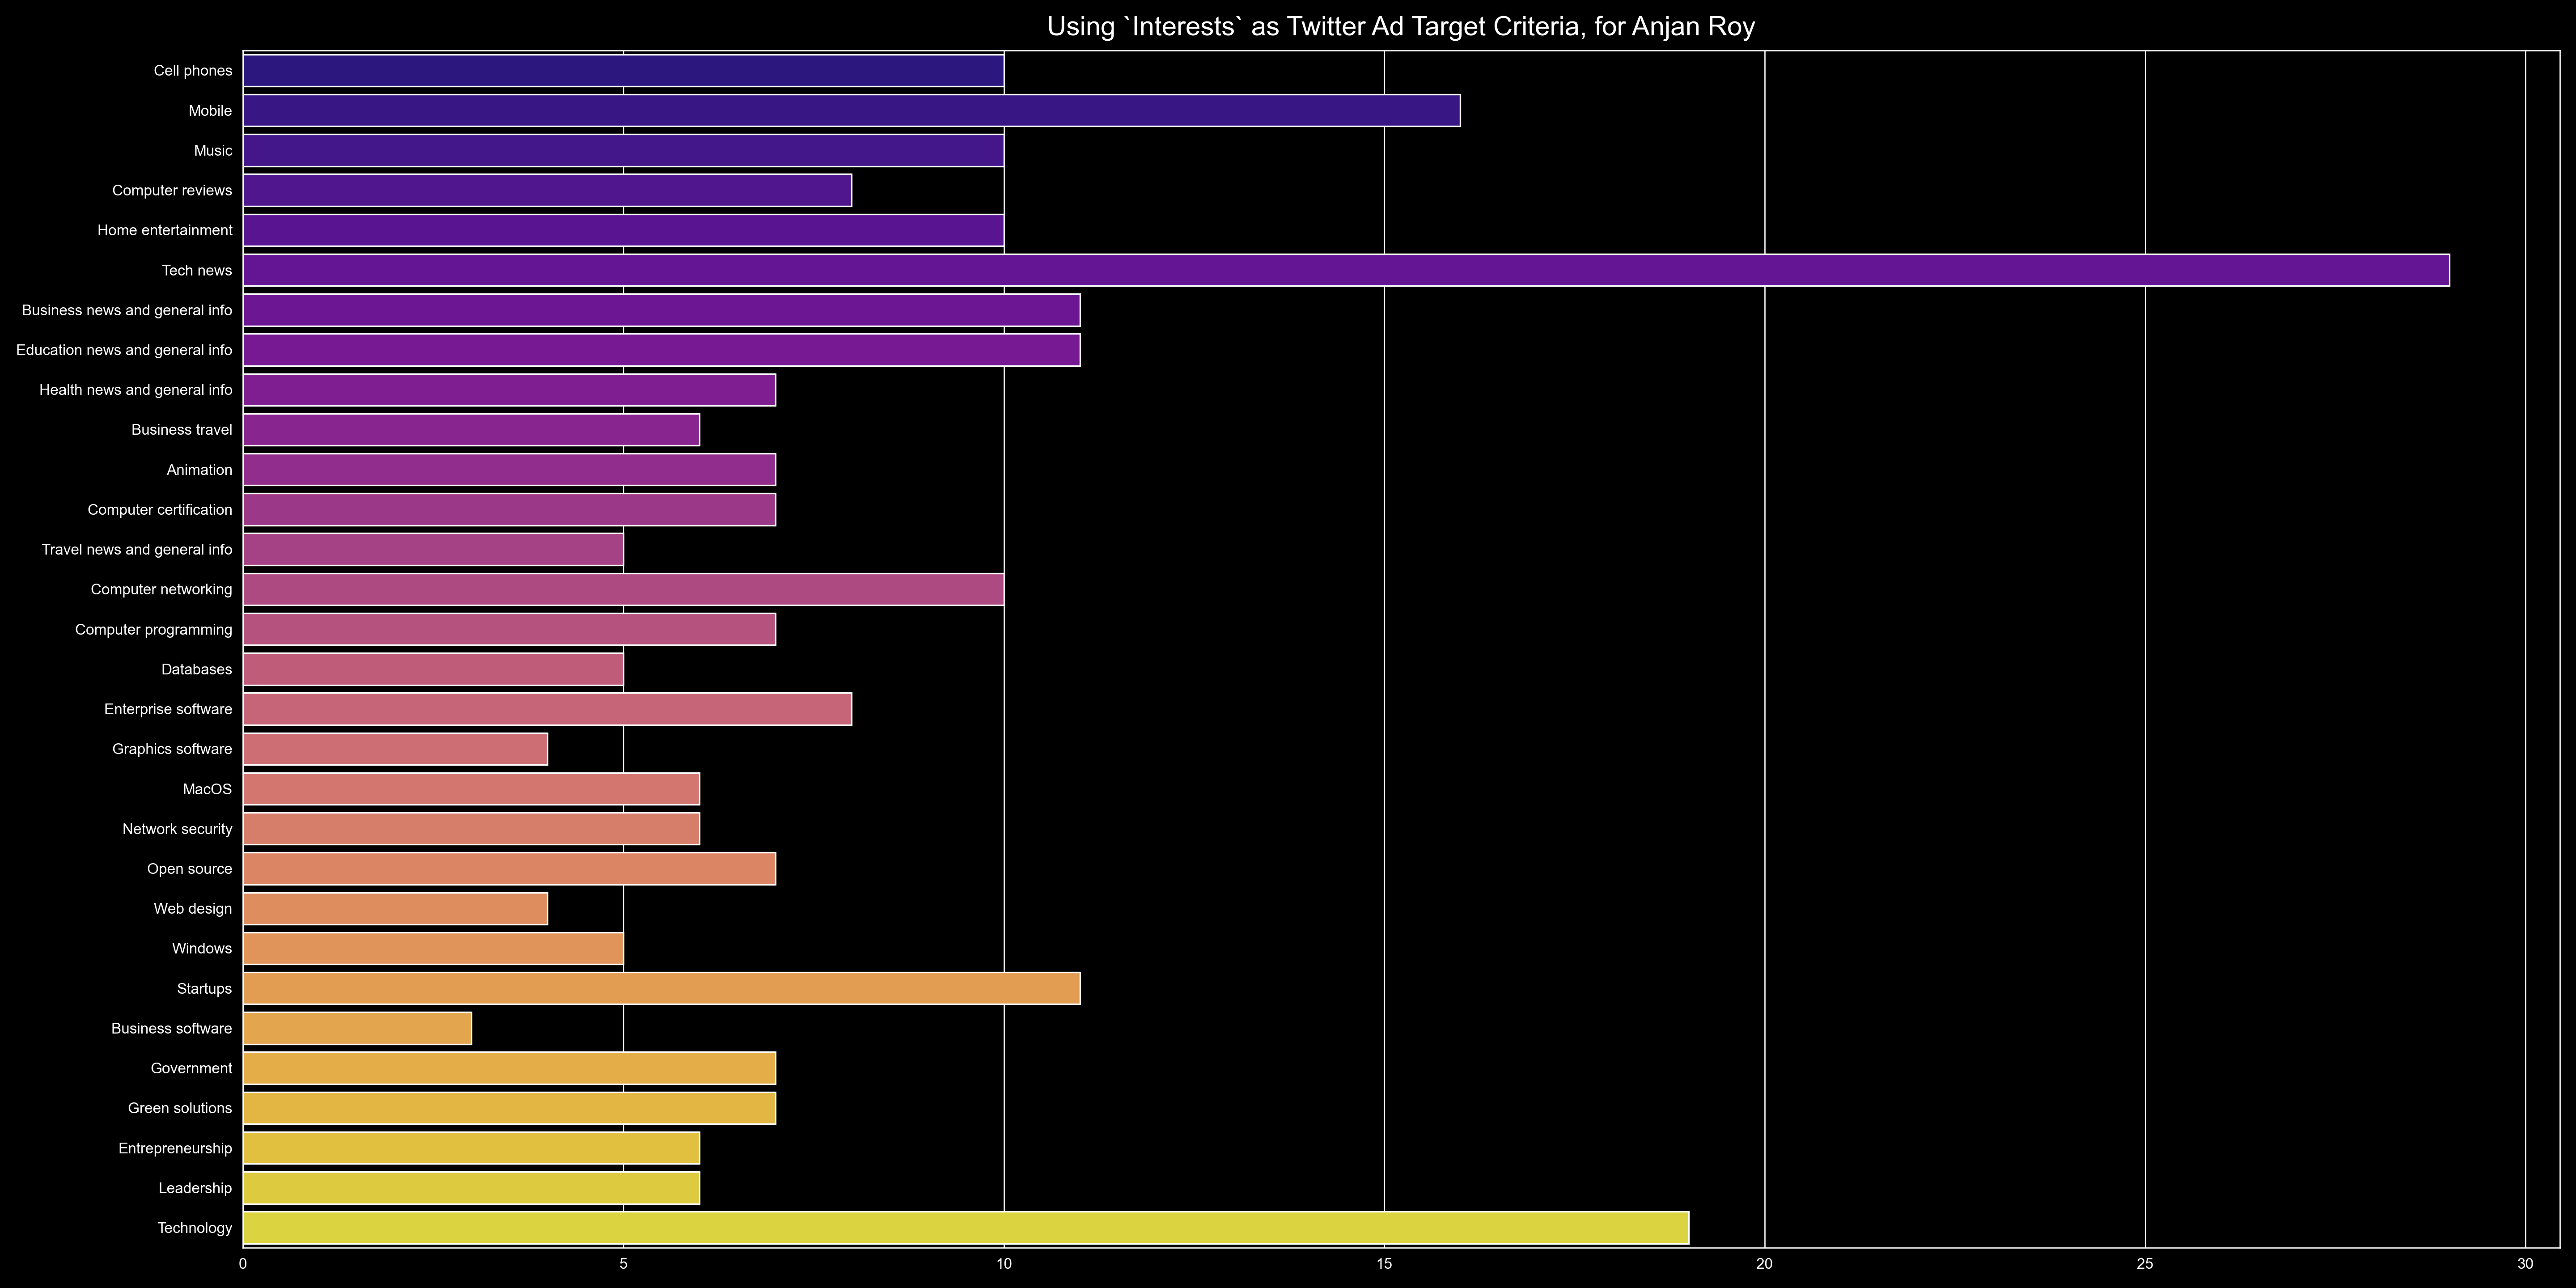 Using `Interests` as Twitter Ad Target Criteria, for Anjan Roy
Cell phones
Mobile
Music
Computer reviews
Home entertainment
Tech news
Business news and general info
Education news and general info
Health news and general info
Business travel
Animation
Computer certification
Travel news and general info
Computer networking
Computer programming
Databases
Enterprise software
Graphics software
MacOS
Network security
Open source
Web design
Windows
Startups
Business software
Government
Green solutions
Entrepreneurship
Leadership
Technology
0 5 10 15 20 25 30